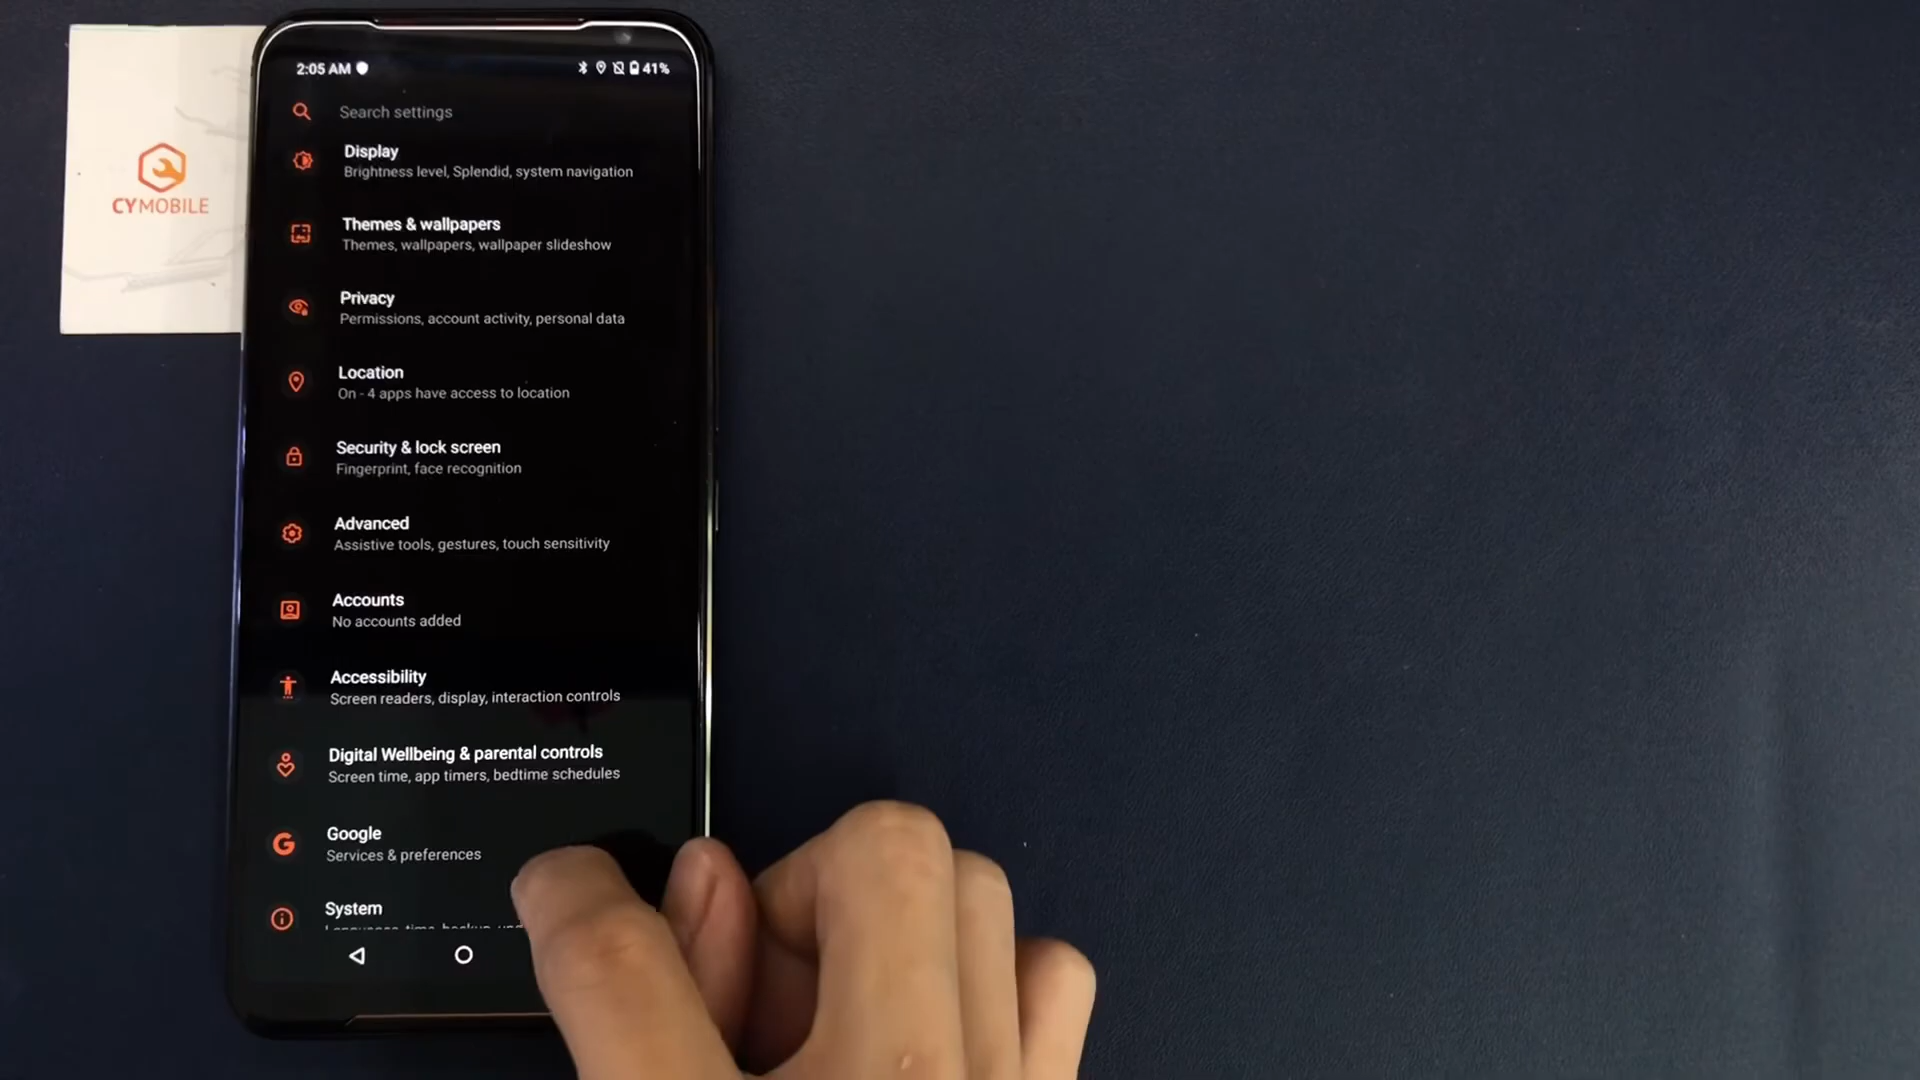 CYMOBILE
2:05 AM
41%
Search settings
Display
Brightness level, Splendid, system navigation
Themes & wallpapers
Themes, wallpapers, wallpaper slideshow
Privacy
Permissions, account activity, personal data
Location
On - 4 apps have access to location
Security & lock screen
Fingerprint, face recognition
Advanced
Assistive tools, gestures, touch sensitivity
Accounts
No accounts added
Accessibility
Screen readers, display, interaction controls
Digital Wellbeing & parental controls
Screen time, app timers, bedtime schedules
Google
Services & preferences
System